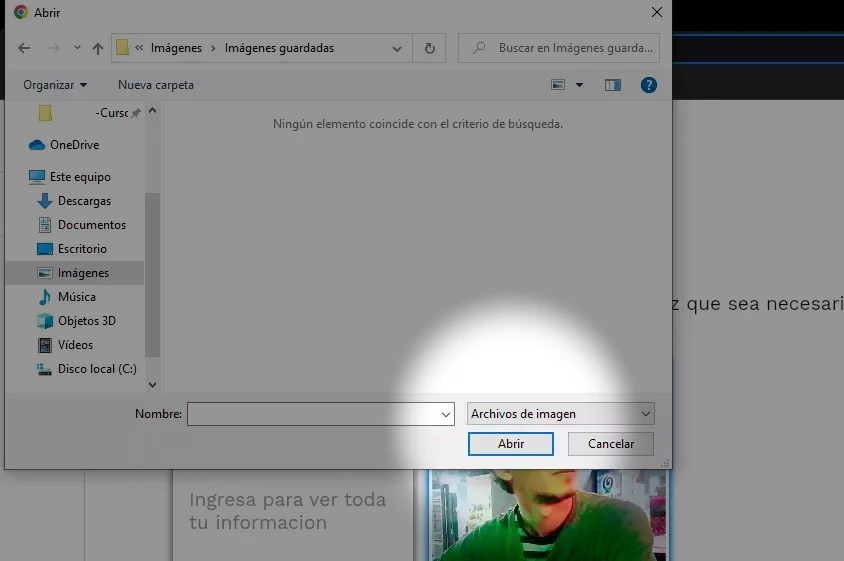 Abrir
Imágenes › Imágenes guardadas
Buscar en Imágenes guarda...
Organizar
Nueva carpeta
?
-Curso
Ningún elemento coincide con el criterio de búsqueda.
OneDrive
Este equipo
Descargas
Documentos
Escritorio
Imágenes
Música
Objetos 3D
Vídeos
Disco local (C:)
z que sea necesari
Nombre:
Archivos de imagen
Abrir
Cancelar
Ingresa para ver toda
tu informacion